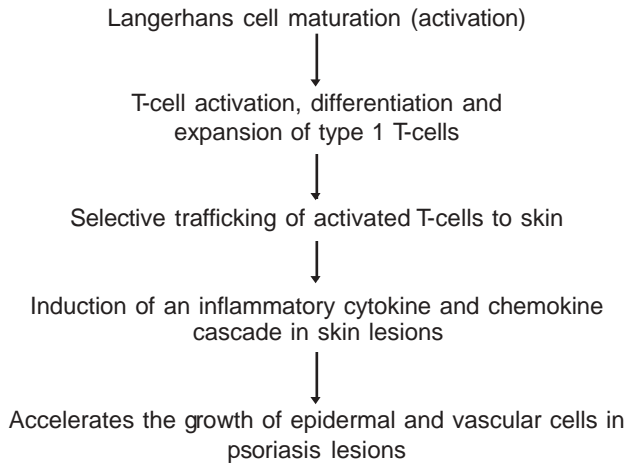 Langerhans cell maturation (activation)
T-cell activation, differentiation and
expansion of type 1 T-cells
Selective trafficking of activated T-cells to skin
Induction of an inflammatory cytokine and chemokine
cascade in skin lesions
Accelerates the growth of epidermal and vascular cells in
psoriasis lesions